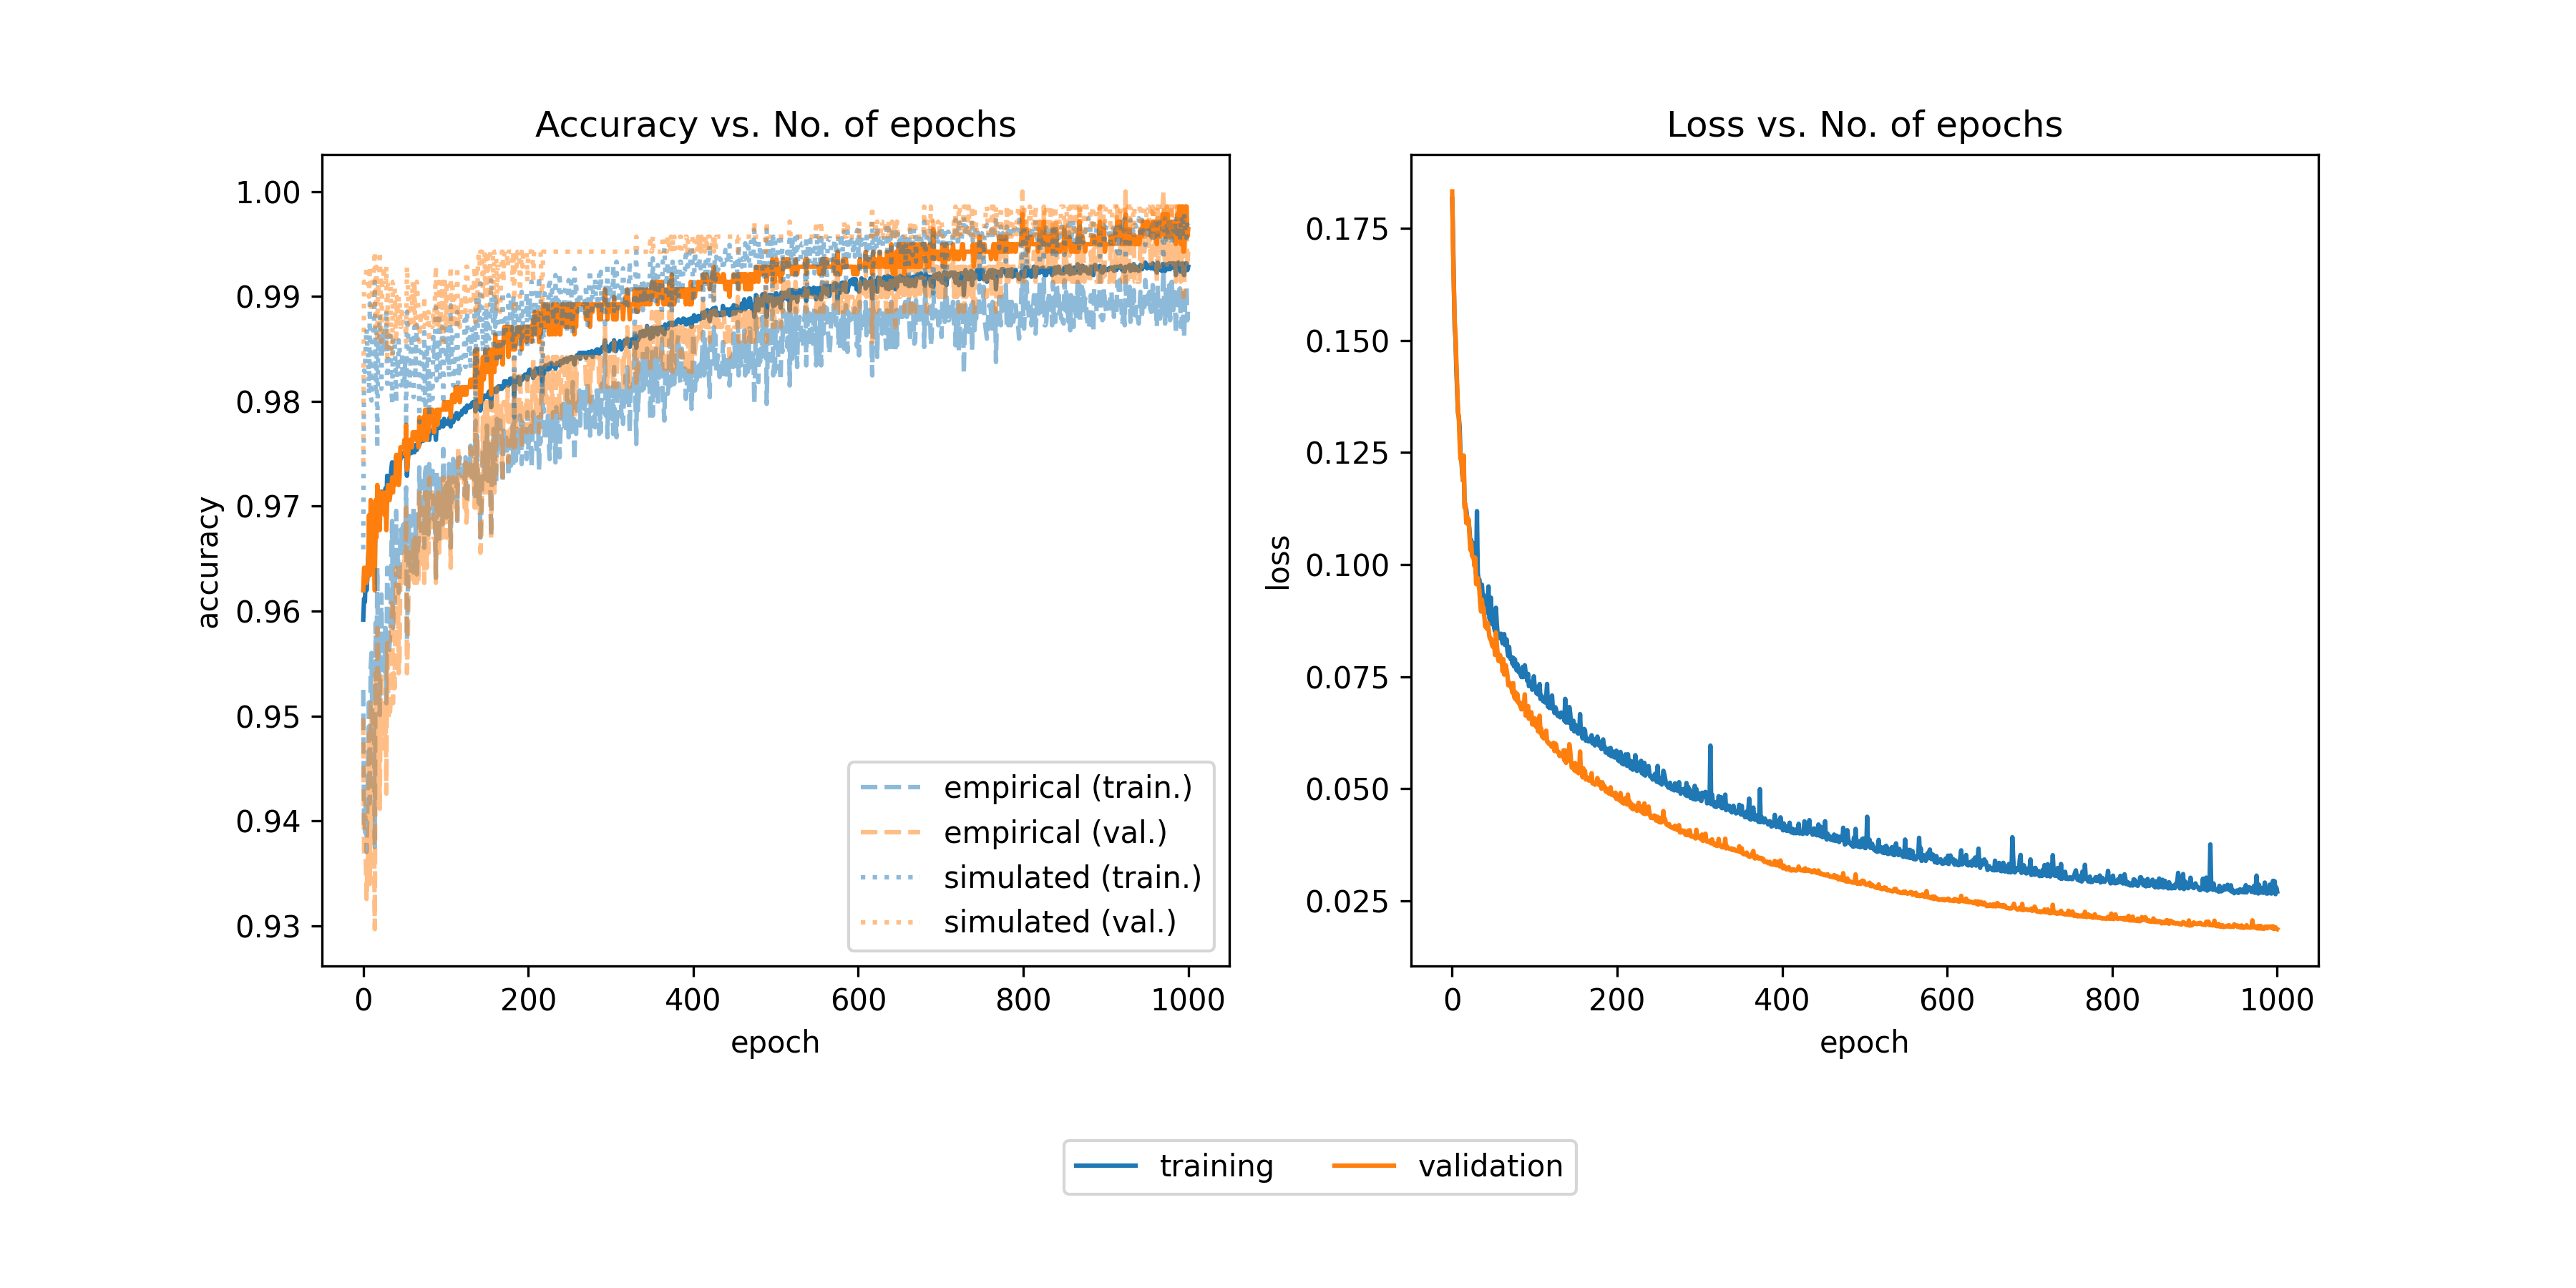 Accuracy vs. No. of epochs
1.00
0.99
0.98
0.97
0.96
0.95
0.94
0.93
accuracy
empirical (train.)
empirical (val.)
simulated (train.)
simulated (val.)
0 200 400 600 800 1000
epoch
Loss vs. No. of epochs
0.175
0.150
0.125
0.100
0.075
0.050
0.025
loss
0 200 400 600 800 1000
epoch
training validation